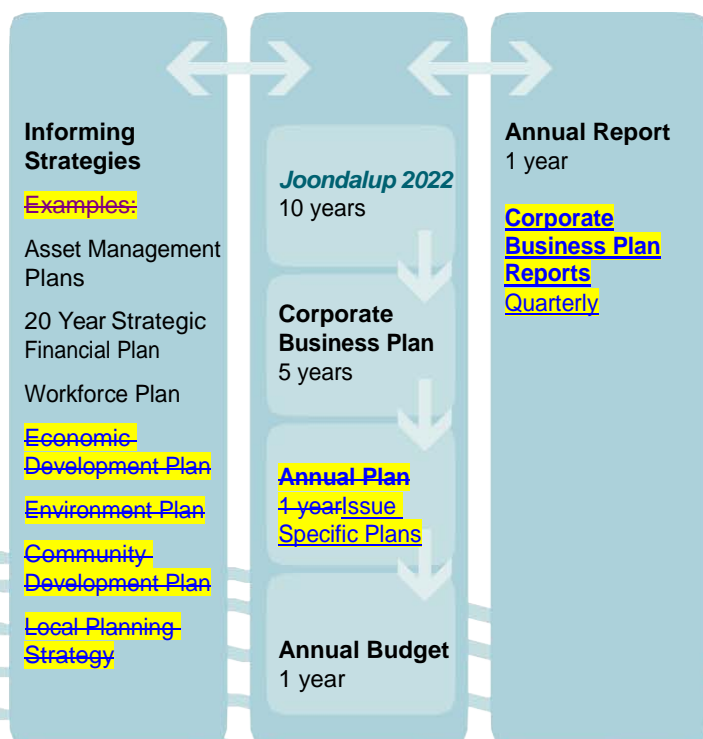 Informing
Strategies
Examples:
Asset Management
Plans
20 Year Strategic
Financial Plan
Workforce Plan
Economic
Development Plan
Environment Plan
Community
Development Plan
Local Planning
Strategy
Joondalup 2022
10 years
Corporate
Business Plan
5 years
Annual Plan
1 yearIssue
Specific Plans
Annual Budget
1 year
Annual Report
1 year
Corporate
Business Plan
Reports
Quarterly